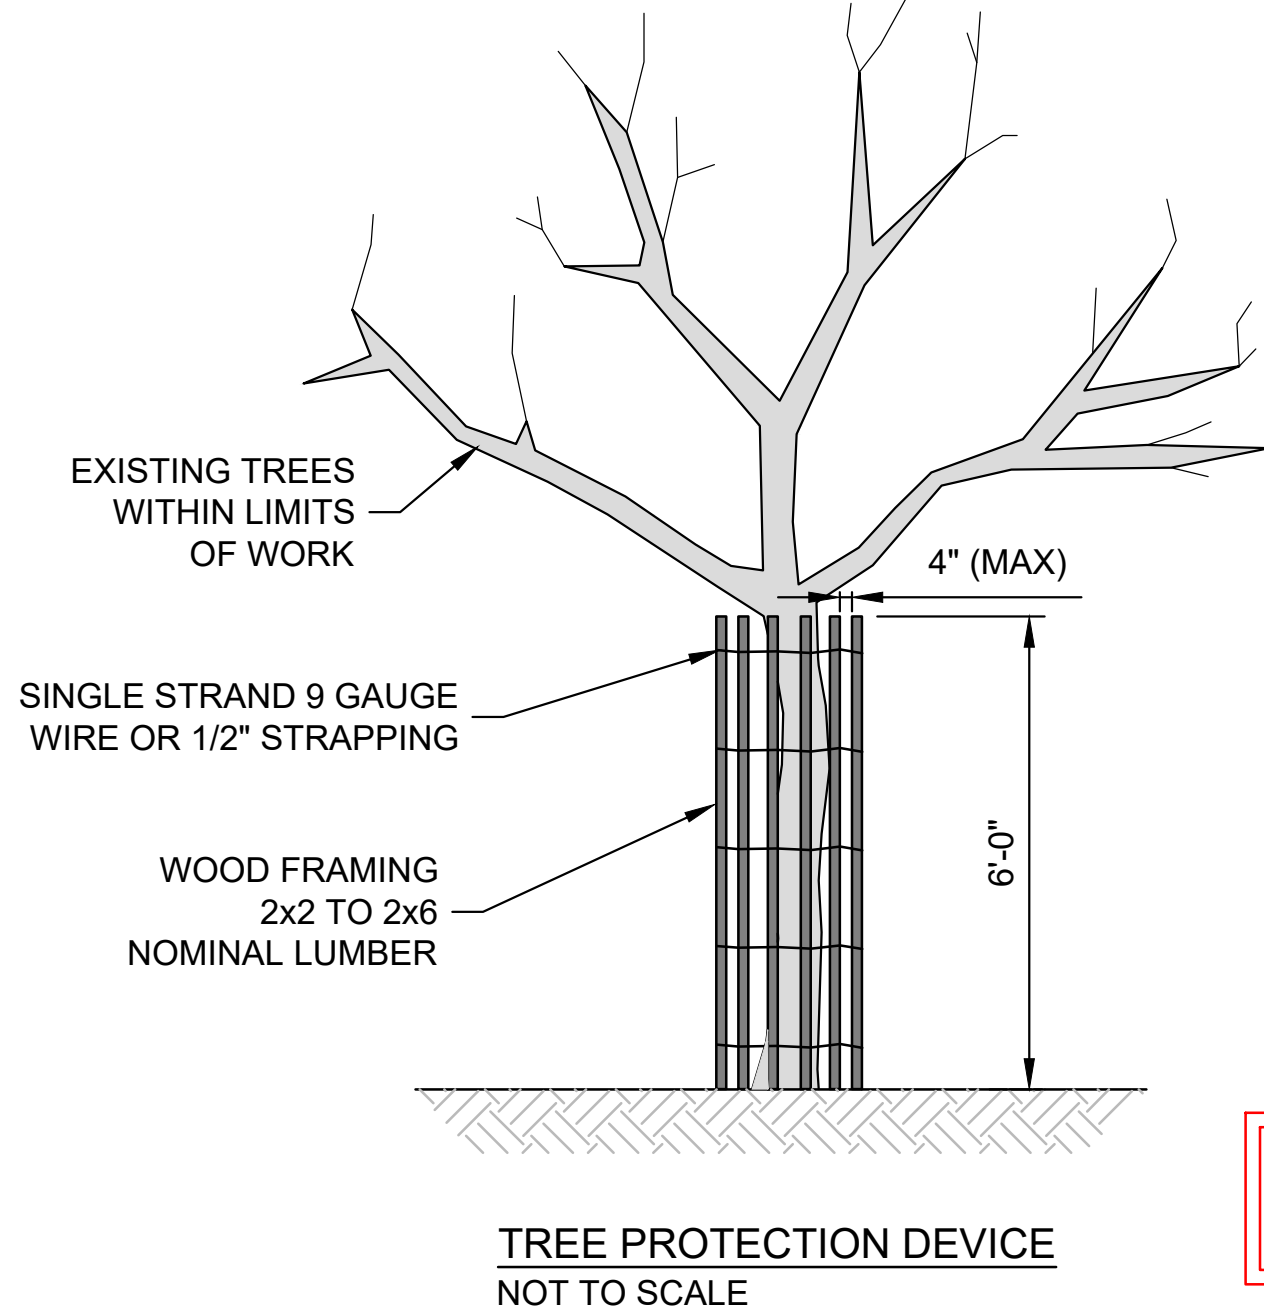 EXISTING TREES
WITHIN LIMITS
OF WORK
4" (MAX)
SINGLE STRAND 9 GAUGE
WIRE OR 1/2" STRAPPING
6'-0"
WOOD FRAMING
2x2 TO 2x6
NOMINAL LUMBER
TREE PROTECTION DEVICE
NOT TO SCALE